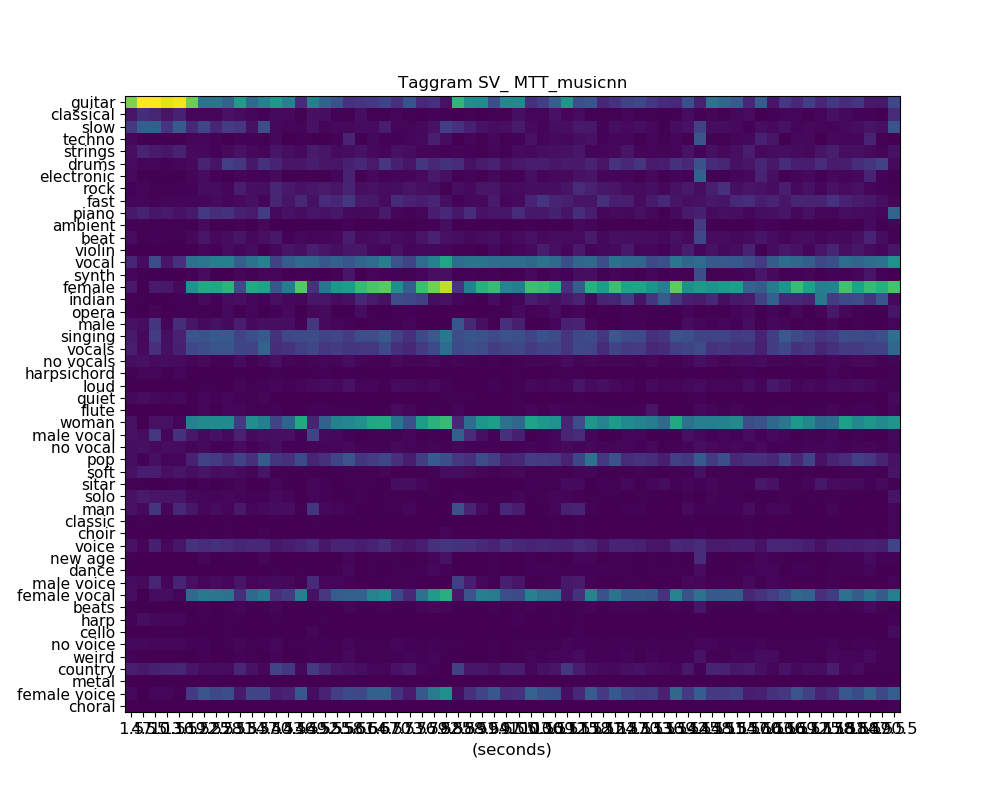 Taggram SV_ MTT_musicnn
guitar
classical
slow
techno
strings
drums
electronic
rock
fast
piano
ambient
beat
violin
vocal
synth
female
indian
opera
male
singing
vocals
no vocals
harpsichord
loud
quiet
flute
woman
male vocal
no vocal
pop
soft
sitar
solo
man
classic
choir
voice
new age
dance
male voice
female vocal
beats
harp
cello
no voice
weird
country
metal
female voice
choral
(seconds)